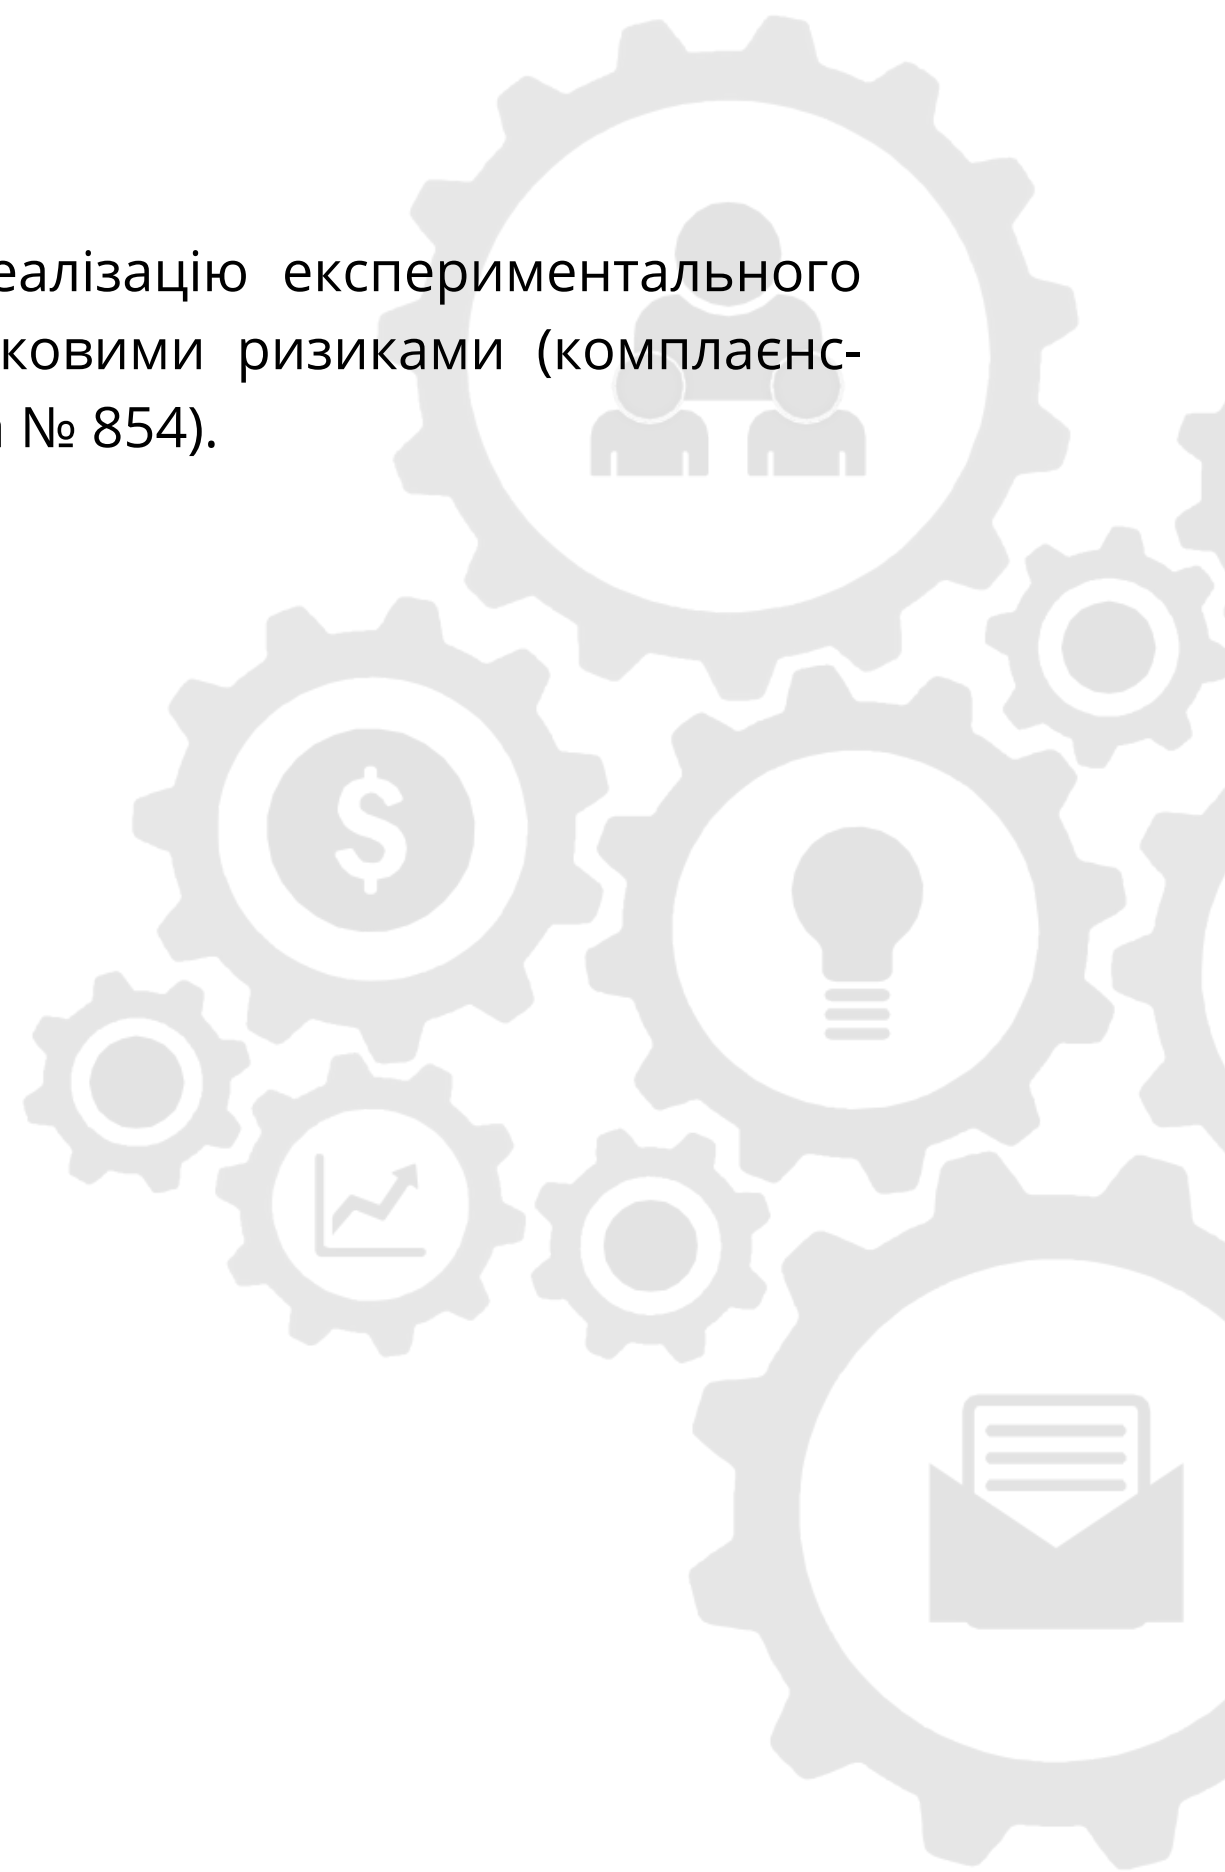 еалізацію експериментального
ковими ризиками (комплаєнс-
№ 854).